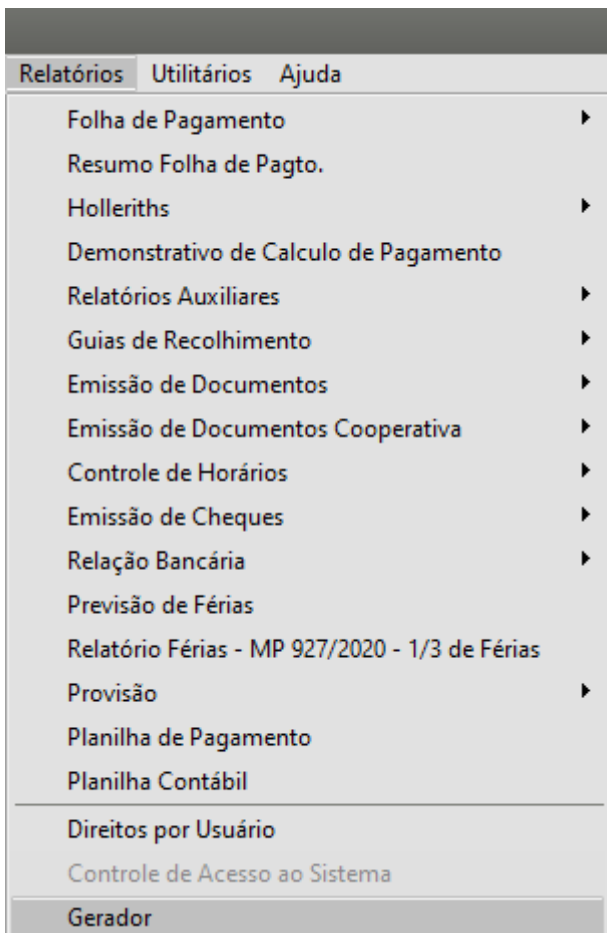 Relatórios Utilitários Ajuda
Folha de Pagamento
Resumo Folha de Pagto.
Holleriths
Demonstrativo de Calculo de Pagamento
Relatórios Auxiliares
Guias de Recolhimento
Emissão de Documentos
Emissão de Documentos Cooperativa
Controle de Horários
Emissão de Cheques
Relação Bancária
Previsão de Férias
Relatório Férias - MP 927/2020 - 1/3 de Férias
Provisão
Planilha de Pagamento
Planilha Contábil
Direitos por Usuário
Controle de Acesso ao Sistema
Gerador